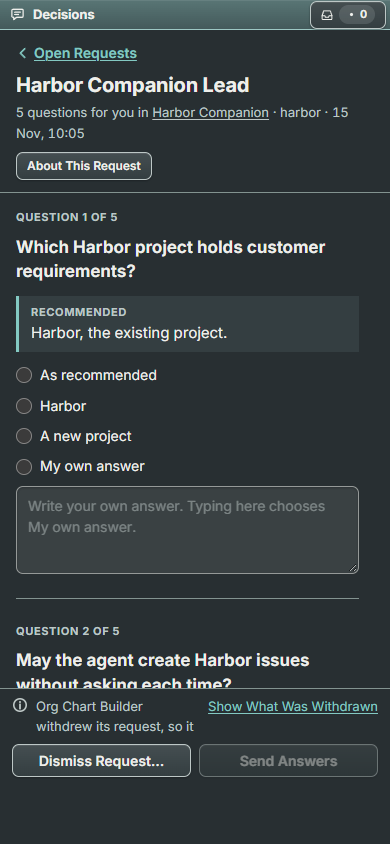 Decisions
• 0
Open Requests
Harbor Companion Lead
5 questions for you in Harbor Companion · harbor · 15
Nov, 10:05
About This Request
QUESTION 1 OF 5
Which Harbor project holds customer
requirements?
RECOMMENDED
Harbor, the existing project.
As recommended
Harbor
A new project
My own answer
Write your own answer. Typing here chooses
My own answer.
QUESTION 2 OF 5
May the agent create Harbor issues
without asking each time?
Org Chart Builder
withdrew its request, so it
Show What Was Withdrawn
Dismiss Request...
Send Answers